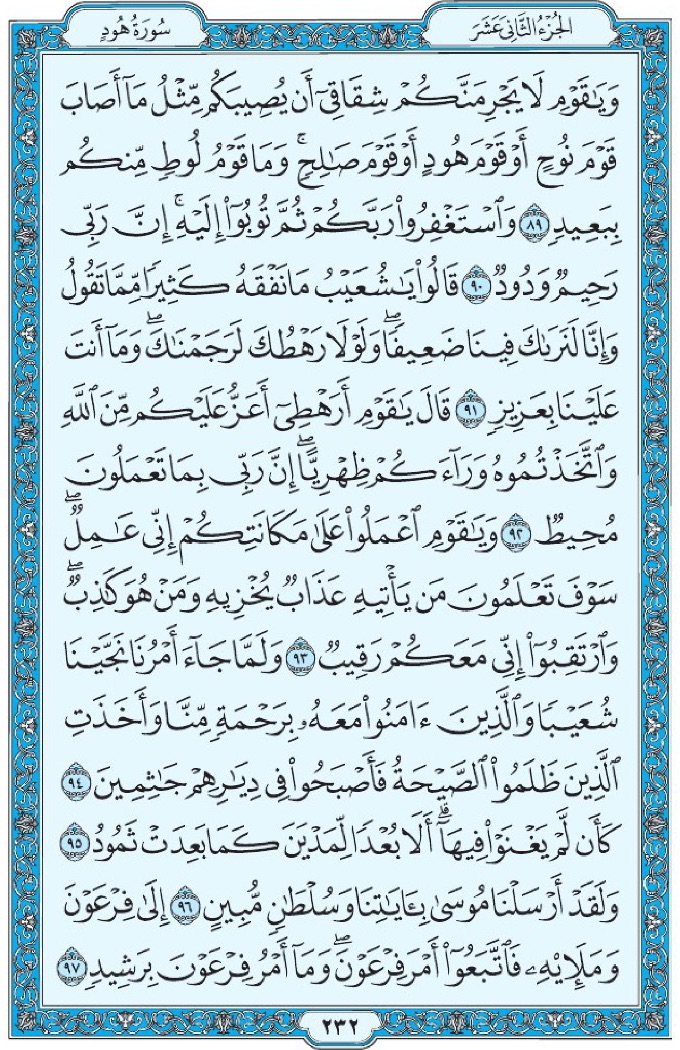 الجُزْءُ الثَّانِي عَشَرَ
سُورَةُ هُودٍ
وَيَٰقَوْمِ لَا يَجْرِمَنَّكُمْ شِقَاقِىٓ أَن يُصِيبَكُم مِّثْلُ مَآ أَصَابَ
قَوْمَ نُوحٍ أَوْ قَوْمَ هُودٍ أَوْ قَوْمَ صَٰلِحٍ ۚ وَمَا قَوْمُ لُوطٍ مِّنكُم
بِبَعِيدٍ ٨٩ وَٱسْتَغْفِرُوا۟ رَبَّكُمْ ثُمَّ تُوبُوٓا۟ إِلَيْهِ ۚ إِنَّ رَبِّى
رَحِيمٌ وَدُودٌ ٩٠ قَالُوا۟ يَٰشُعَيْبُ مَا نَفْقَهُ كَثِيرًا مِّمَّا تَقُولُ
وَإِنَّا لَنَرَىٰكَ فِينَا ضَعِيفًا ۖ وَلَوْلَا رَهْطُكَ لَرَجَمْنَٰكَ ۖ وَمَآ أَنتَ
عَلَيْنَا بِعَزِيزٍ ٩١ قَالَ يَٰقَوْمِ أَرَهْطِىٓ أَعَزُّ عَلَيْكُم مِّنَ ٱللَّهِ
وَٱتَّخَذْتُمُوهُ وَرَآءَكُمْ ظِهْرِيًّا ۖ إِنَّ رَبِّى بِمَا تَعْمَلُونَ
مُحِيطٌ ٩٢ وَيَٰقَوْمِ ٱعْمَلُوا۟ عَلَىٰ مَكَانَتِكُمْ إِنِّى عَٰمِلٌ ۖ
سَوْفَ تَعْلَمُونَ مَن يَأْتِيهِ عَذَابٌ يُخْزِيهِ وَمَنْ هُوَ كَٰذِبٌ ۖ
وَٱرْتَقِبُوٓا۟ إِنِّى مَعَكُمْ رَقِيبٌ ٩٣ وَلَمَّا جَآءَ أَمْرُنَا نَجَّيْنَا
شُعَيْبًا وَٱلَّذِينَ ءَامَنُوا۟ مَعَهُۥ بِرَحْمَةٍ مِّنَّا وَأَخَذَتِ
ٱلَّذِينَ ظَلَمُوا۟ ٱلصَّيْحَةُ فَأَصْبَحُوا۟ فِى دِيَٰرِهِمْ جَٰثِمِينَ ٩٤
كَأَن لَّمْ يَغْنَوْا۟ فِيهَآ ۗ أَلَا بُعْدًا لِّمَدْيَنَ كَمَا بَعِدَتْ ثَمُودُ ٩٥
وَلَقَدْ أَرْسَلْنَا مُوسَىٰ بِـَٔايَٰتِنَا وَسُلْطَٰنٍ مُّبِينٍ ٩٦ إِلَىٰ فِرْعَوْنَ
وَمَلَإِي۟هِۦ فَٱتَّبَعُوٓا۟ أَمْرَ فِرْعَوْنَ ۖ وَمَآ أَمْرُ فِرْعَوْنَ بِرَشِيدٍ ٩٧
٢٣٢